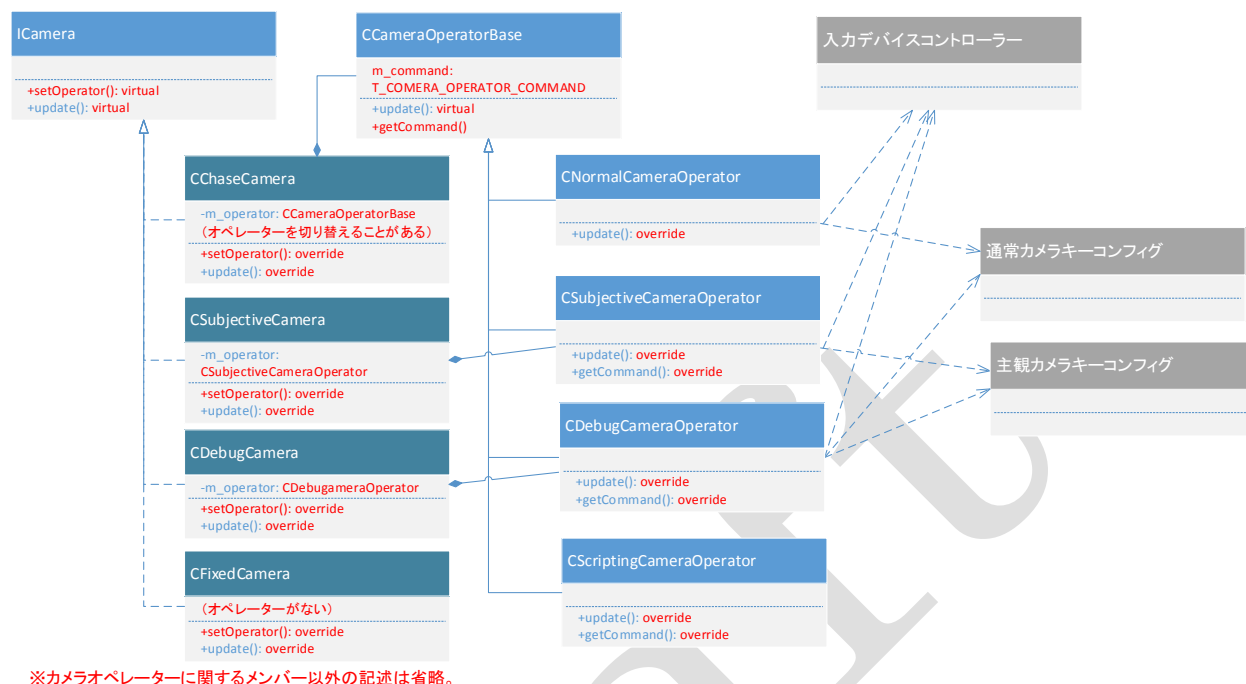 ICamera
+setOperator(): virtual
+update(): virtual
CCameraOperatorBase
m_command:
T_COMERA_OPERATOR_COMMAND
+update(): virtual
+getCommand()
入力デバイスコントローラー
CChaseCamera
-m_operator: CCameraOperatorBase
（オペレーターを切り替えることがある）
+setOperator(): override
+update(): override
CNormalCameraOperator
+update(): override
通常カメラキーコンフィグ
CSubjectiveCamera
-m_operator:
CSubjectiveCameraOperator
+setOperator(): override
+update(): override
CSubjectiveCameraOperator
+update(): override
+getCommand(): override
主観カメラキーコンフィグ
CDebugCamera
-m_operator: CDebugameraOperator
+setOperator(): override
+update(): override
CDebugCameraOperator
+update(): override
+getCommand(): override
CFixedCamera
（オペレーターがない）
+setOperator(): override
+update(): override
CScriptingCameraOperator
+update(): override
+getCommand(): override
※カメラオペレーターに関するメンバー以外の記述は省略。